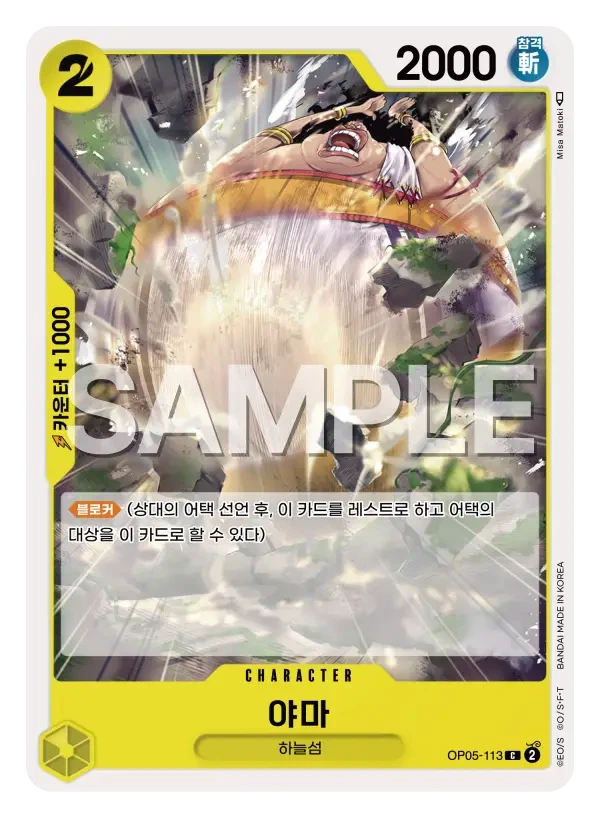 2
2000
참격
斬
Misa Matoki
카운터 +1000
SAMPLE
블로커 (상대의 어택 선언 후, 이 카드를 레스트로 하고 어택의
대상을 이 카드로 할 수 있다)
CHARACTER
야마
하늘섬
OP05-113 C 2
©EO/S ©O/S·F·T BANDAI MADE IN KOREA